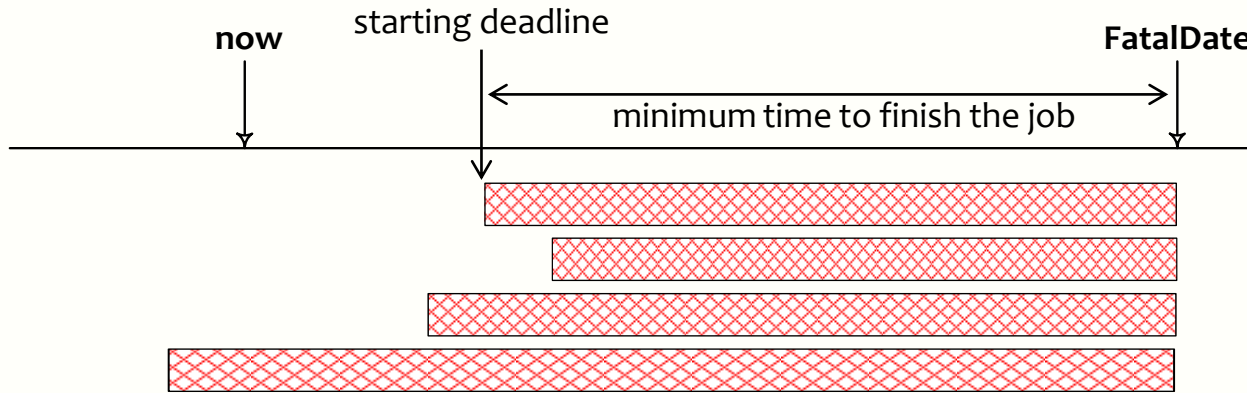 starting deadline
now
FatalDate
minimum time to finish the job